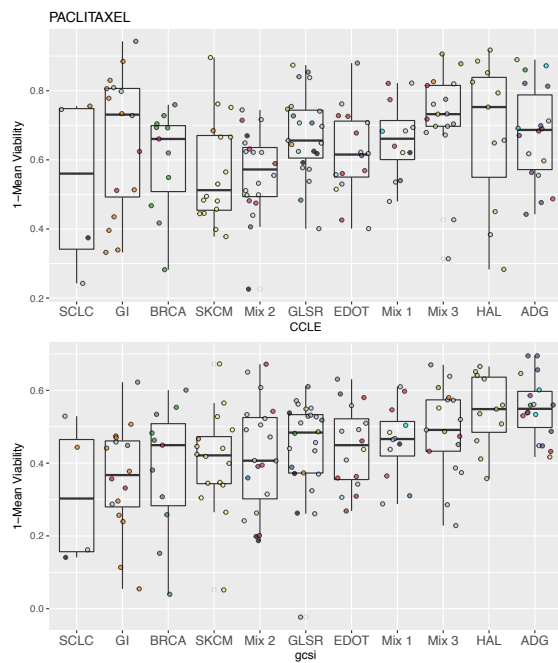 PACLITAXEL
1−Mean Viability
0.8
0.6
0.4
0.2
SCLC GI BRCA SKCM Mix 2 GLSR EDOT Mix 1 Mix 3 HAL ADG
CCLE
1−Mean Viability
0.6
0.4
0.2
0.0
SCLC GI BRCA SKCM Mix 2 GLSR EDOT Mix 1 Mix 3 HAL ADG
gcsi